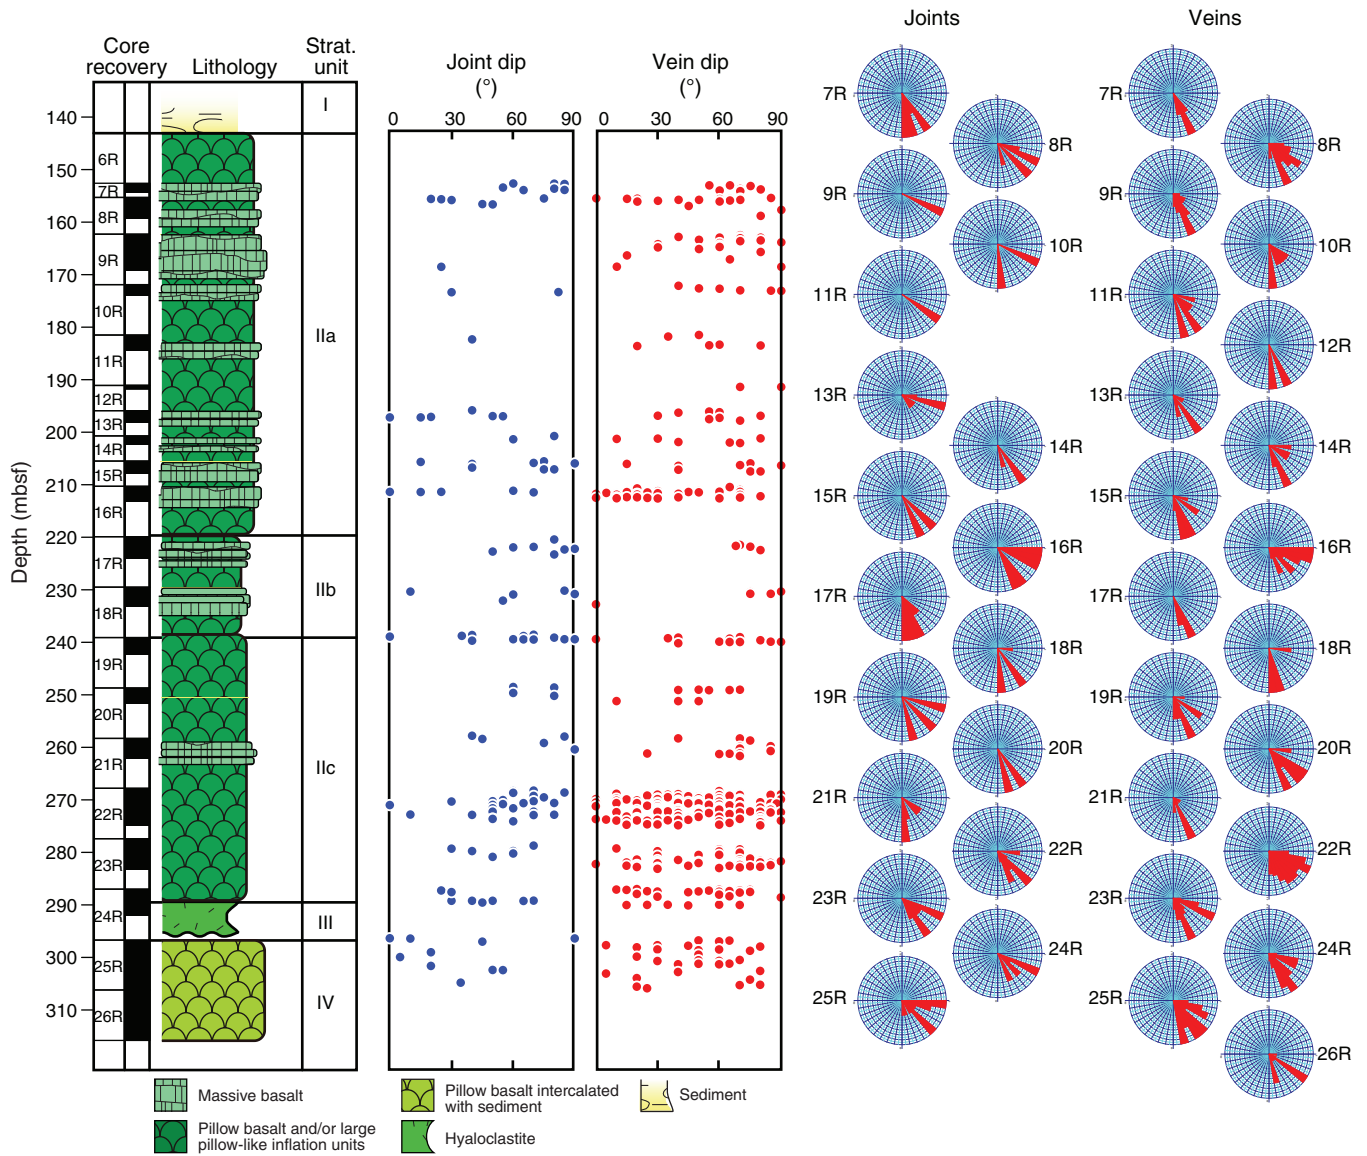 Joints
Veins
Core recovery
Lithology
Strat. unit
Joint dip (°)
Vein dip (°)
0 30 60 90
0 30 60 90
Depth (mbsf)
140
150
160
170
180
190
200
210
220
230
240
250
260
270
280
290
300
310
6R
7R
8R
9R
10R
11R
12R
13R
14R
15R
16R
17R
18R
19R
20R
21R
22R
23R
24R
25R
26R
I
IIa
IIb
IIc
III
IV
7R
8R
9R
10R
11R
13R
14R
15R
16R
17R
18R
19R
20R
21R
22R
23R
24R
25R
7R
8R
9R
10R
11R
12R
13R
14R
15R
16R
17R
18R
19R
20R
21R
22R
23R
24R
25R
26R
Massive basalt
Pillow basalt and/or large
pillow-like inflation units
Pillow basalt intercalated
with sediment
Hyaloclastite
Sediment